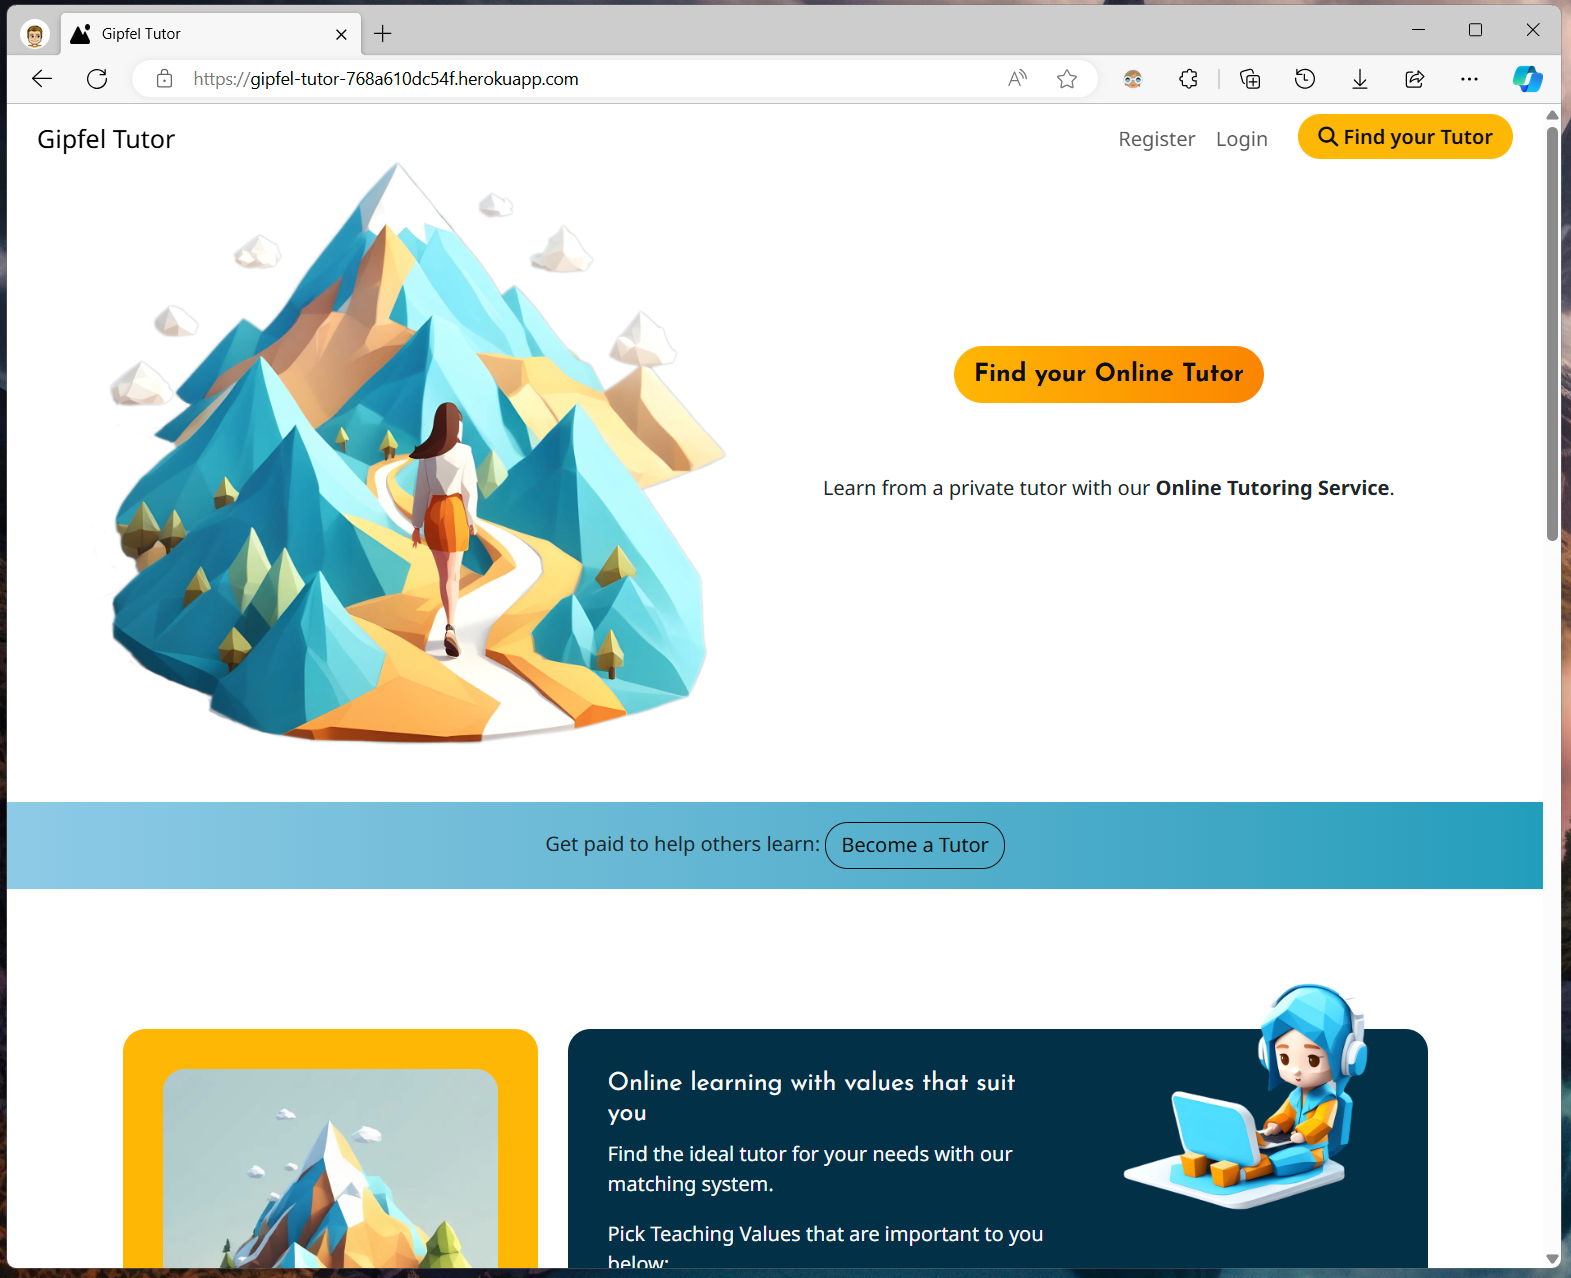 Gipfel Tutor
https://gipfel-tutor-768a610dc54f.herokuapp.com
Gipfel Tutor
Register
Login
Find your Tutor
Find your Online Tutor
Learn from a private tutor with our Online Tutoring Service.
Get paid to help others learn:
Become a Tutor
Online learning with values that suit
you
Find the ideal tutor for your needs with our
matching system.
Pick Teaching Values that are important to you
below: